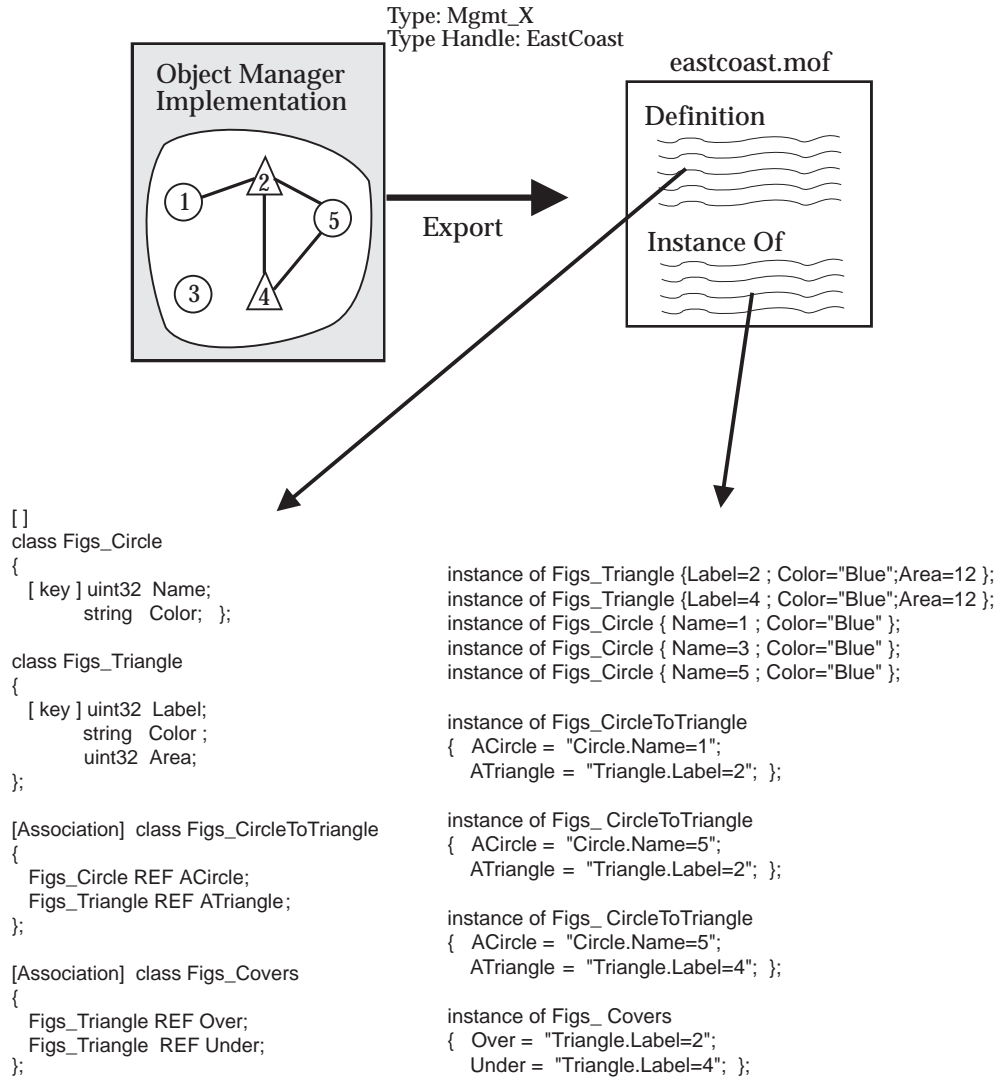 Type: Mgmt_X
Type Handle: EastCoast
Object Manager
Implementation
1
2
5
3
4
Export
eastcoast.mof
Definition
Instance Of
[ ]
class Figs_Circle
{
[ key ] uint32 Name;
string Color; };
class Figs_Triangle
{
[ key ] uint32 Label;
string Color ;
uint32 Area;
};
[Association] class Figs_CircleToTriangle
{
Figs_Circle REF ACircle;
Figs_Triangle REF ATriangle;
};
[Association] class Figs_Covers
{
Figs_Triangle REF Over;
Figs_Triangle REF Under;
};
instance of Figs_Triangle {Label=2 ; Color="Blue";Area=12 };
instance of Figs_Triangle {Label=4 ; Color="Blue";Area=12 };
instance of Figs_Circle { Name=1 ; Color="Blue" };
instance of Figs_Circle { Name=3 ; Color="Blue" };
instance of Figs_Circle { Name=5 ; Color="Blue" };
instance of Figs_CircleToTriangle
{ ACircle = "Circle.Name=1";
ATriangle = "Triangle.Label=2"; };
instance of Figs_ CircleToTriangle
{ ACircle = "Circle.Name=5";
ATriangle = "Triangle.Label=2"; };
instance of Figs_ CircleToTriangle
{ ACircle = "Circle.Name=5";
ATriangle = "Triangle.Label=4"; };
instance of Figs_ Covers
{ Over = "Triangle.Label=2";
Under = "Triangle.Label=4"; };